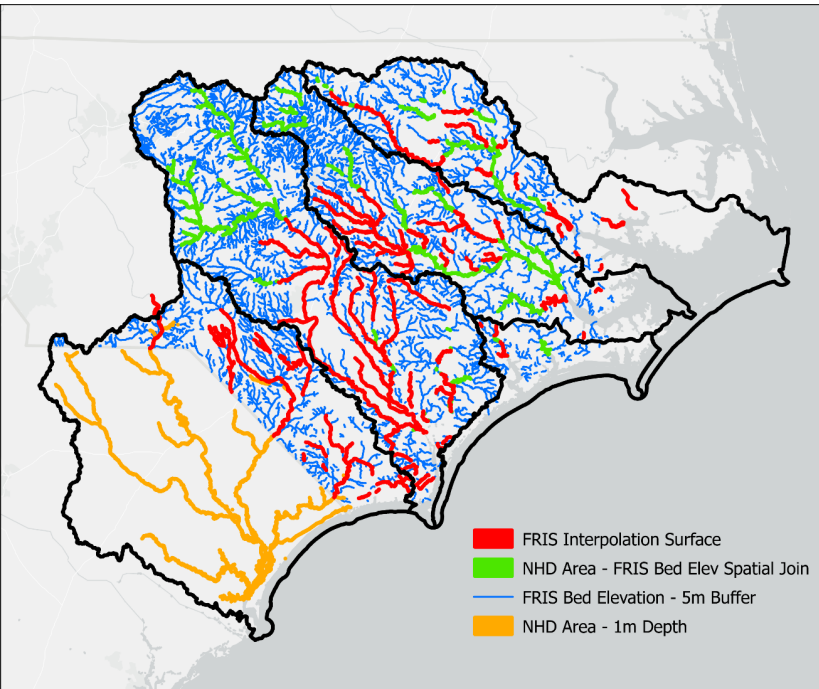 FRIS Interpolation Surface
NHD Area - FRIS Bed Elev Spatial Join
FRIS Bed Elevation - 5m Buffer
NHD Area - 1m Depth